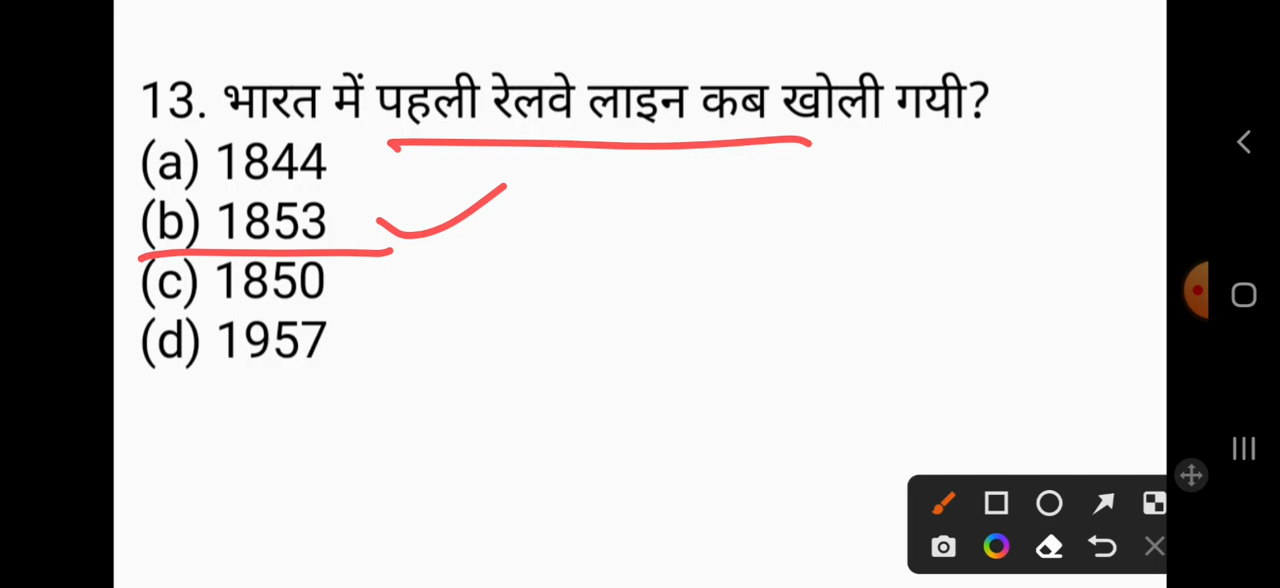 13. भारत में पहली रेलवे लाइन कब खोली गयी?
(a) 1844
(b) 1853
(c) 1850
(d) 1957